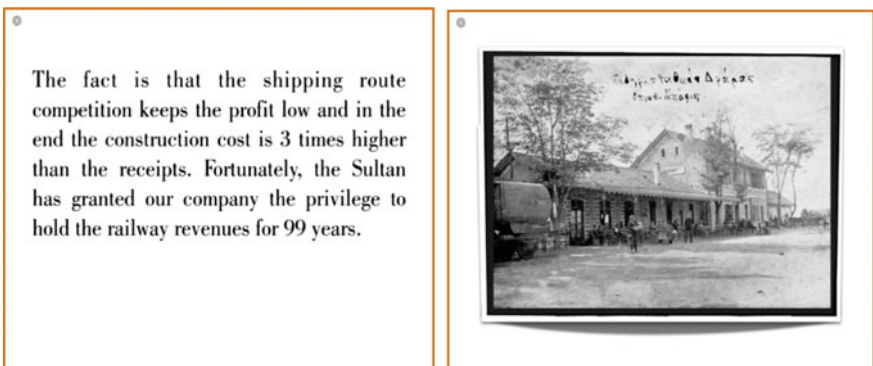 The fact is that the shipping route
competition keeps the profit low and in the
end the construction cost is 3 times higher
than the receipts. Fortunately, the Sultan
has granted our company the privilege to
hold the railway revenues for 99 years.
Δράμας